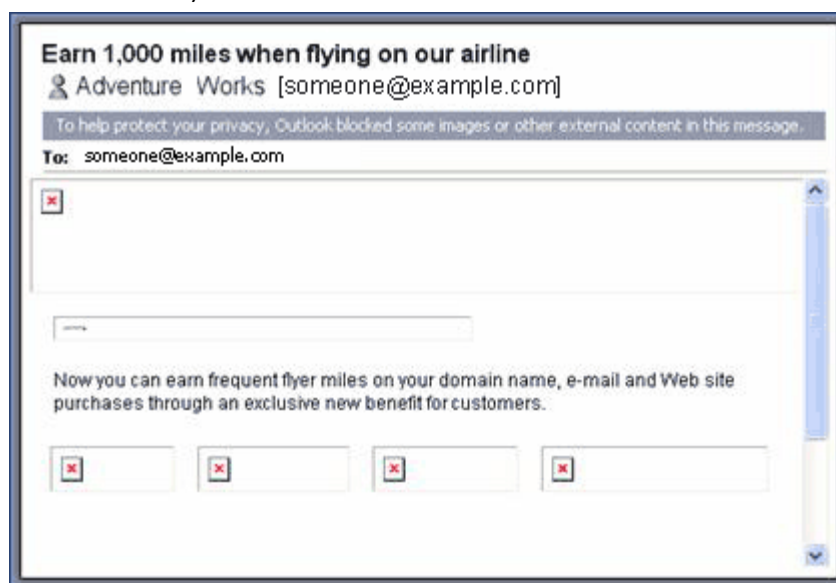 Earn 1,000 miles when flying on our airline
Adventure Works [someone@example.com]
To help protect your privacy, Outlook blocked some images or other external content in this message.
To: someone@example.com
Now you can earn frequent flyer miles on your domain name, e-mail and Web site
purchases through an exclusive new benefit for customers.